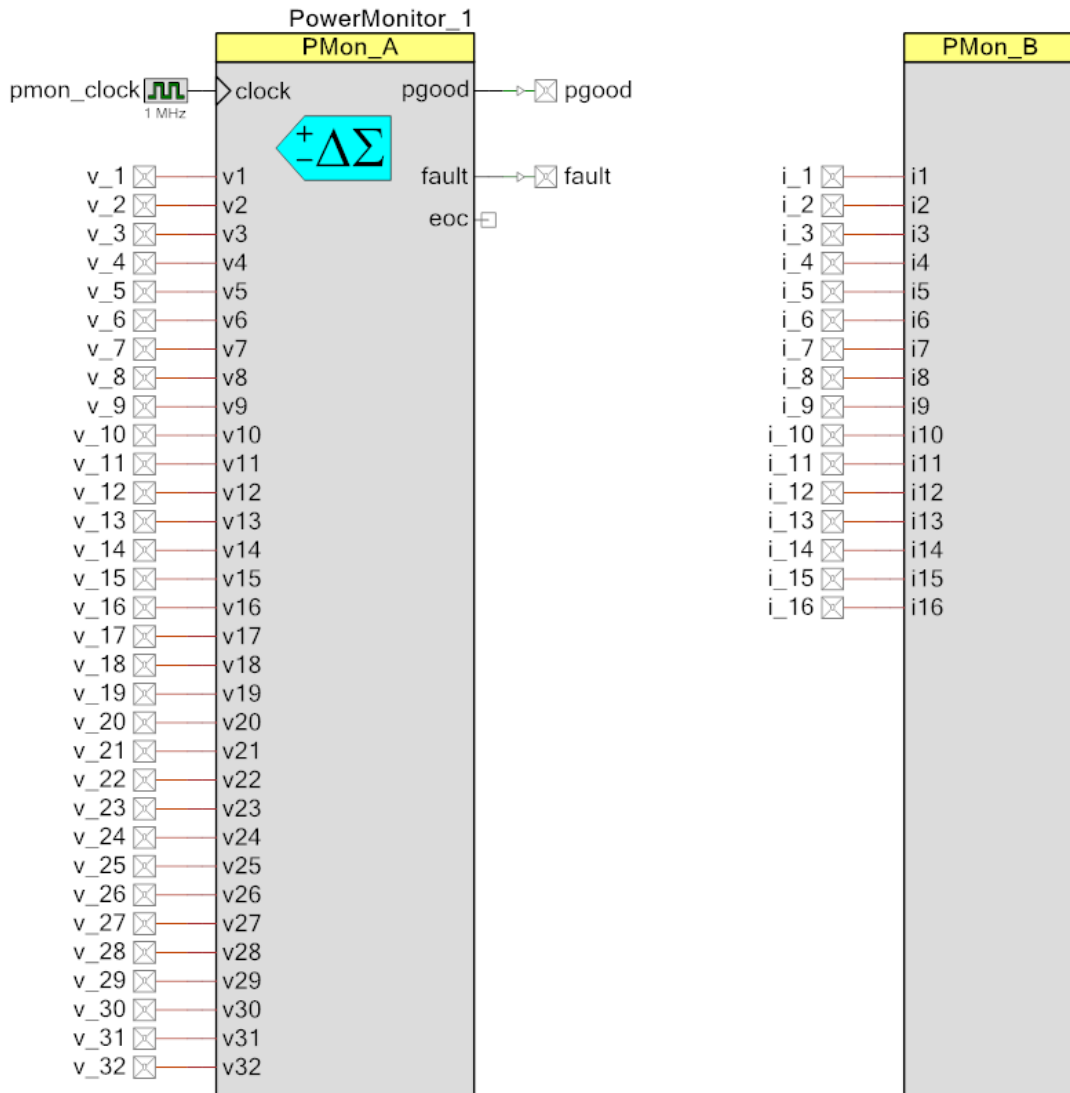 PowerMonitor_1
PMon_A
PMon_B
pmon_clock
1 MHz
clock
pgood
pgood
+
−ΔΣ
v_1 v1 fault fault i_1 i1
v_2 v2 i_2 i2
eoc
v_3 v3 i_3 i3
v_4 v4 i_4 i4
v_5 v5 i_5 i5
v_6 v6 i_6 i6
v_7 v7 i_7 i7
v_8 v8 i_8 i8
v_9 v9 i_9 i9
v_10 v10 i_10 i10
v_11 v11 i_11 i11
v_12 v12 i_12 i12
v_13 v13 i_13 i13
v_14 v14 i_14 i14
v_15 v15 i_15 i15
v_16 v16 i_16 i16
v_17 v17
v_18 v18
v_19 v19
v_20 v20
v_21 v21
v_22 v22
v_23 v23
v_24 v24
v_25 v25
v_26 v26
v_27 v27
v_28 v28
v_29 v29
v_30 v30
v_31 v31
v_32 v32